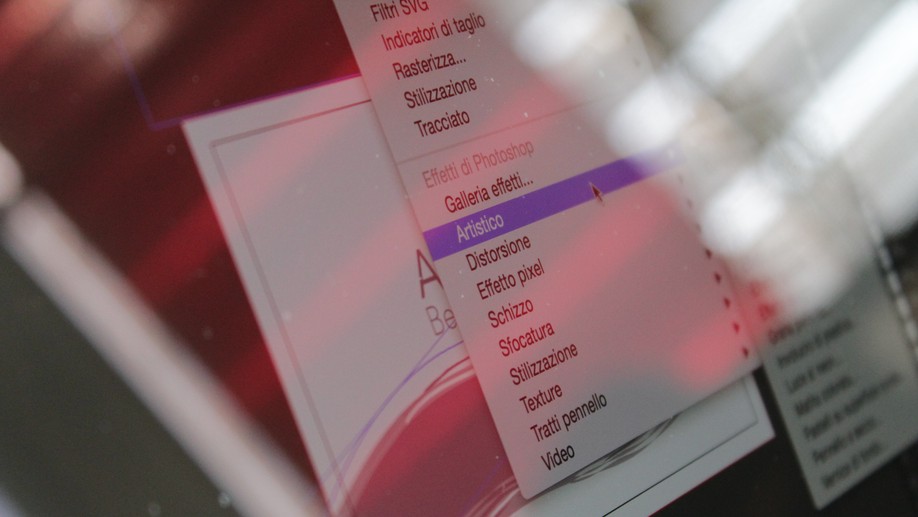 Filtri SVG
Indicatori di taglio
Rasterizza...
Stilizzazione
Tracciato
Effetti di Photoshop
Galleria effetti...
Artistico
Distorsione
Effetto pixel
Schizzo
Sfocatura
Stilizzazione
Texture
Tratti pennello
Video
A
Be